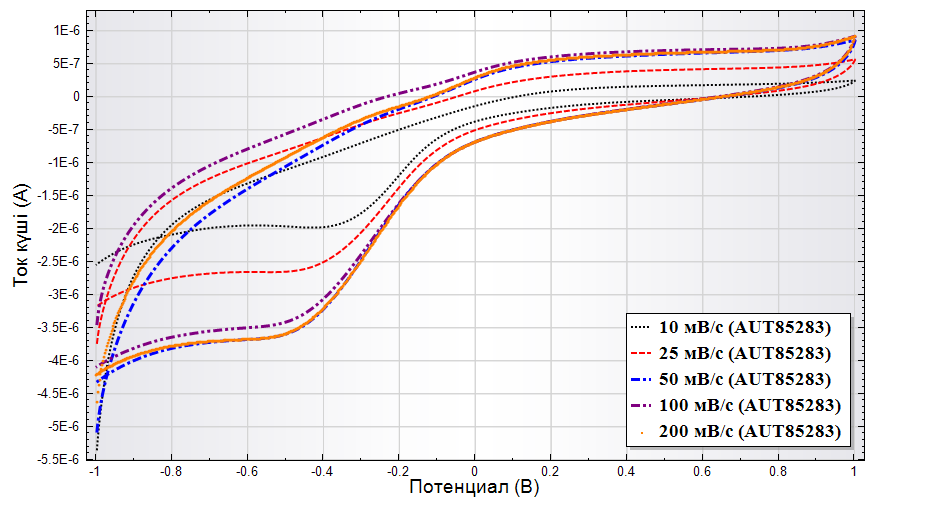 1E-6
5E-7
0
-5E-7
-1E-6
-1.5E-6
-2E-6
-2.5E-6
-3E-6
-3.5E-6
-4E-6
-4.5E-6
-5E-6
-5.5E-6
Ток күші (А)
10 мВ/с (AUT85283)
25 мВ/с (AUT85283)
50 мВ/с (AUT85283)
100 мВ/с (AUT85283)
200 мВ/с (AUT85283)
-1 -0.8 -0.6 -0.4 -0.2 0 0.2 0.4 0.6 0.8 1
Потенциал (В)